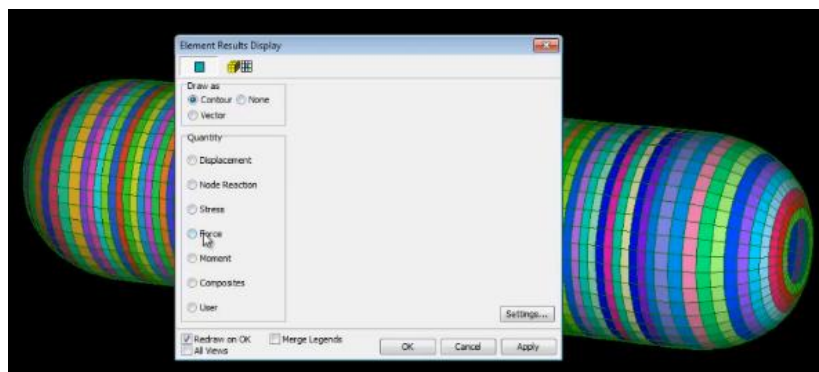 Element Results Display
Draw as
Contour None
Vector
Quantity
Displacement
Node Reaction
Stress
Force
Moment
Composites
User
Settings...
Redraw on OK Merge Legends
All Views
OK Cancel Apply